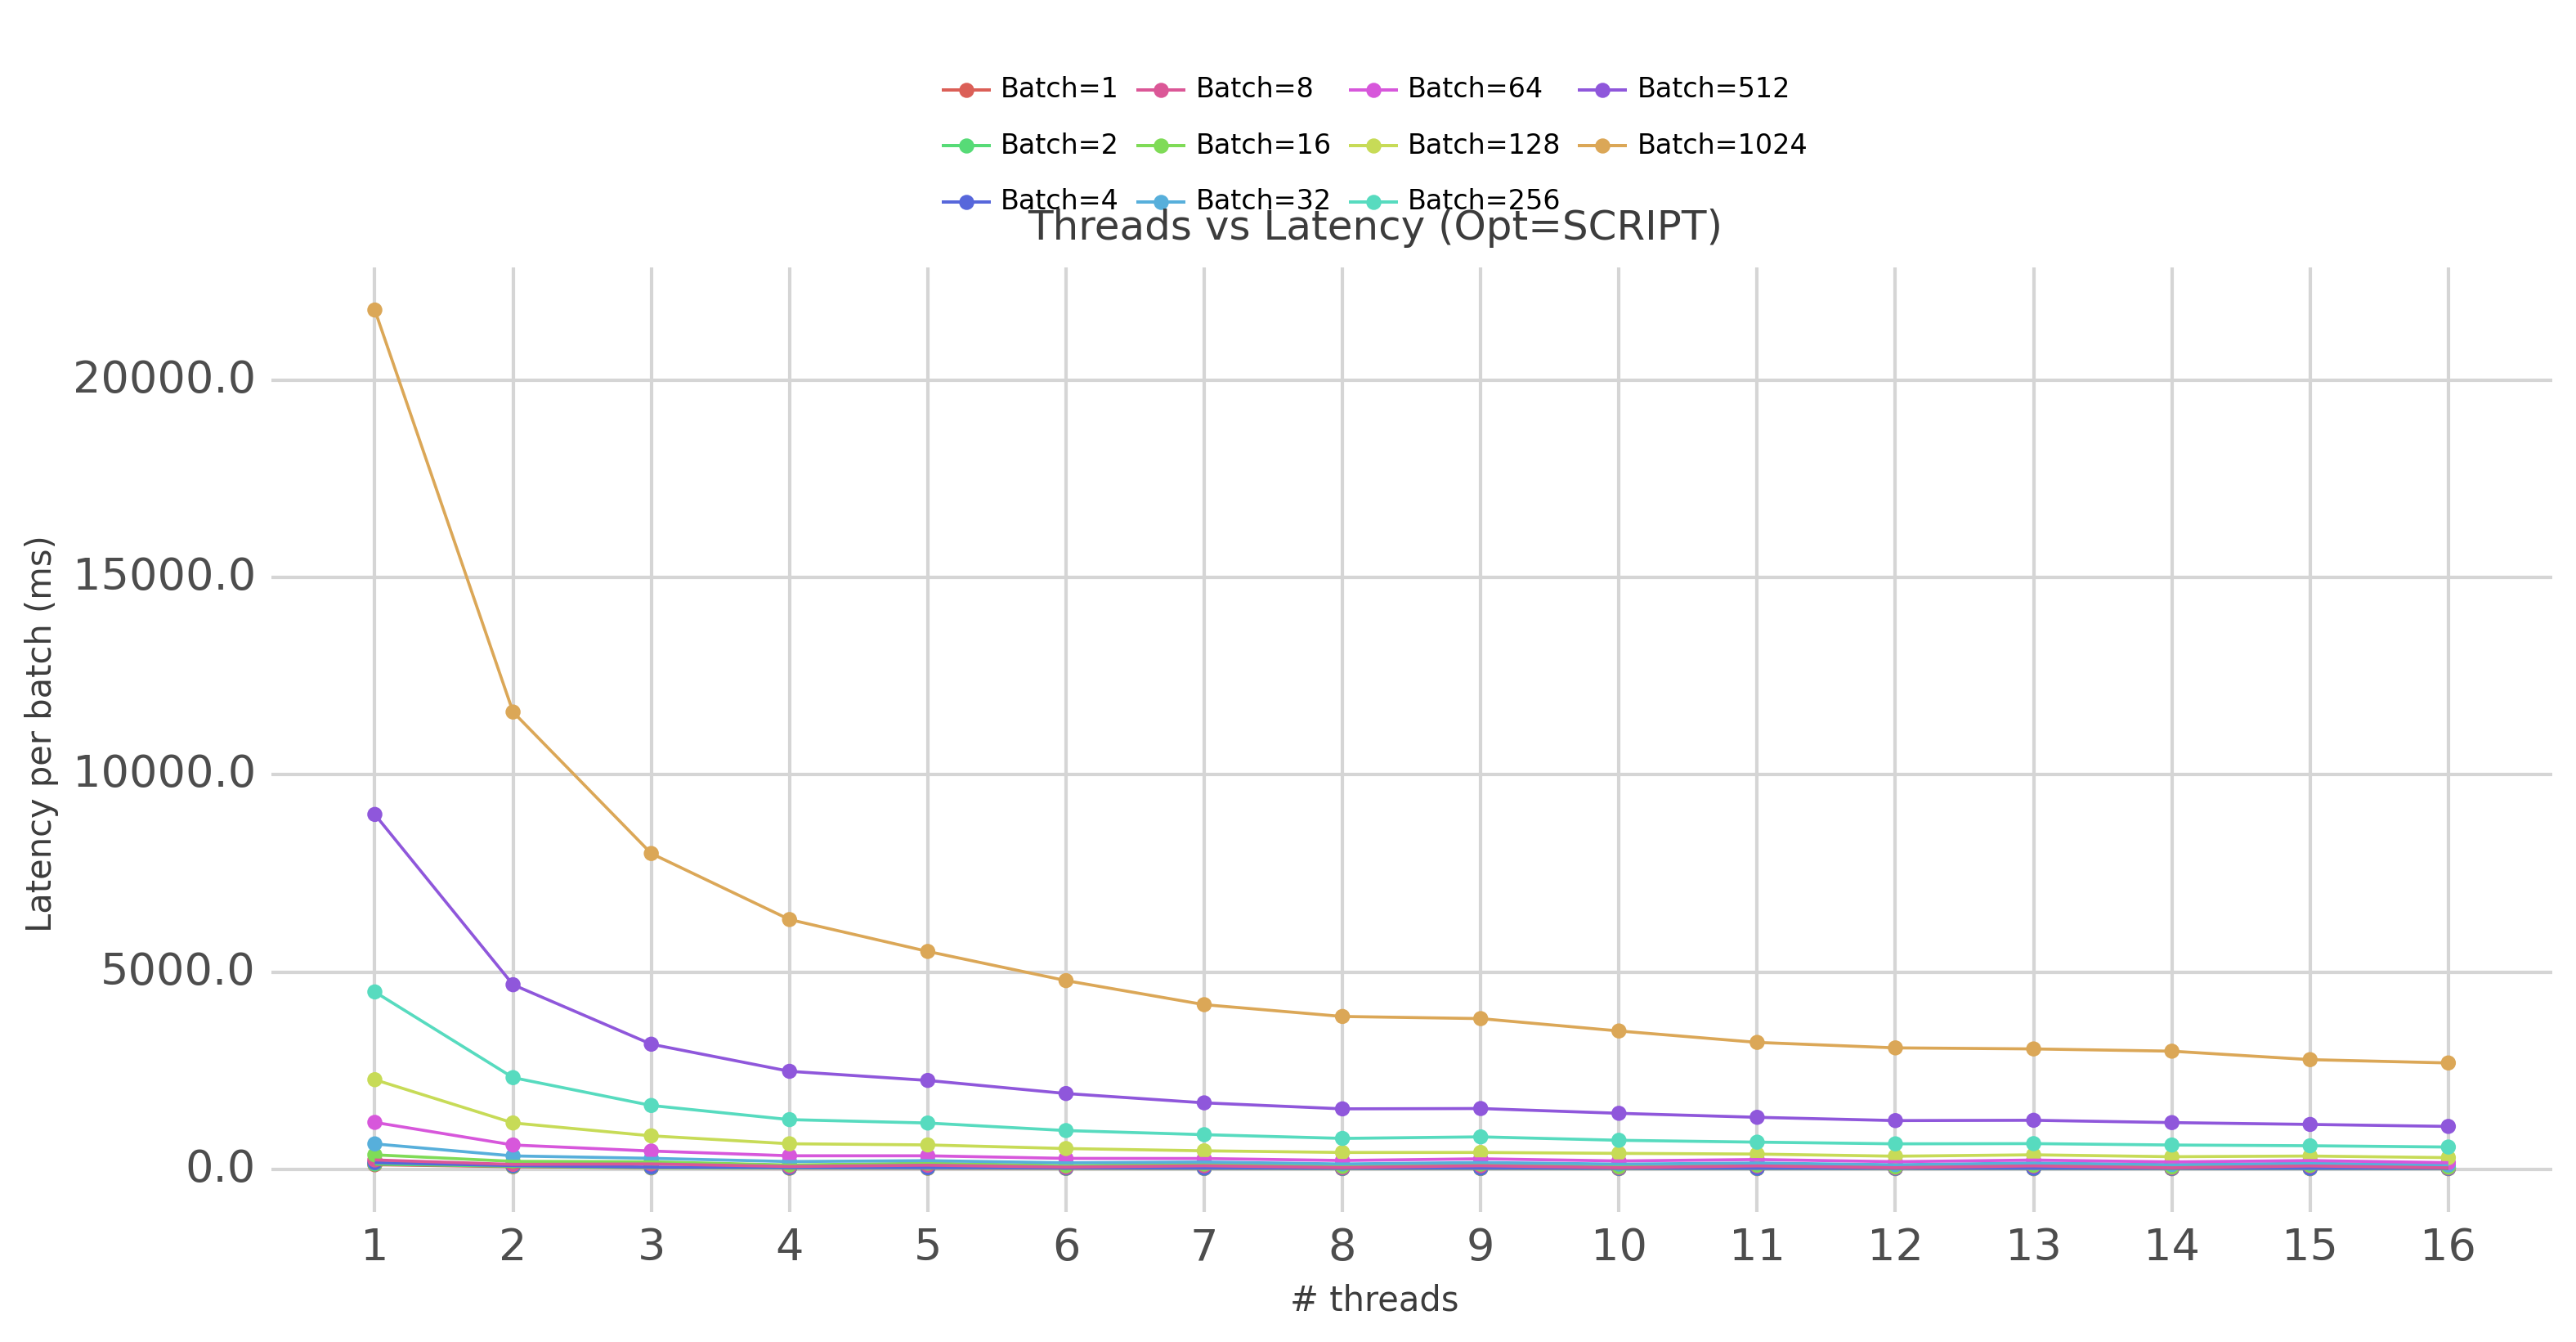 Batch=1 Batch=8 Batch=64 Batch=512
Batch=2 Batch=16 Batch=128 Batch=1024
Batch=4 Batch=32 Batch=256
Threads vs Latency (Opt=SCRIPT)
20000.0
15000.0
10000.0
5000.0
0.0
Latency per batch (ms)
1 2 3 4 5 6 7 8 9 10 11 12 13 14 15 16
# threads